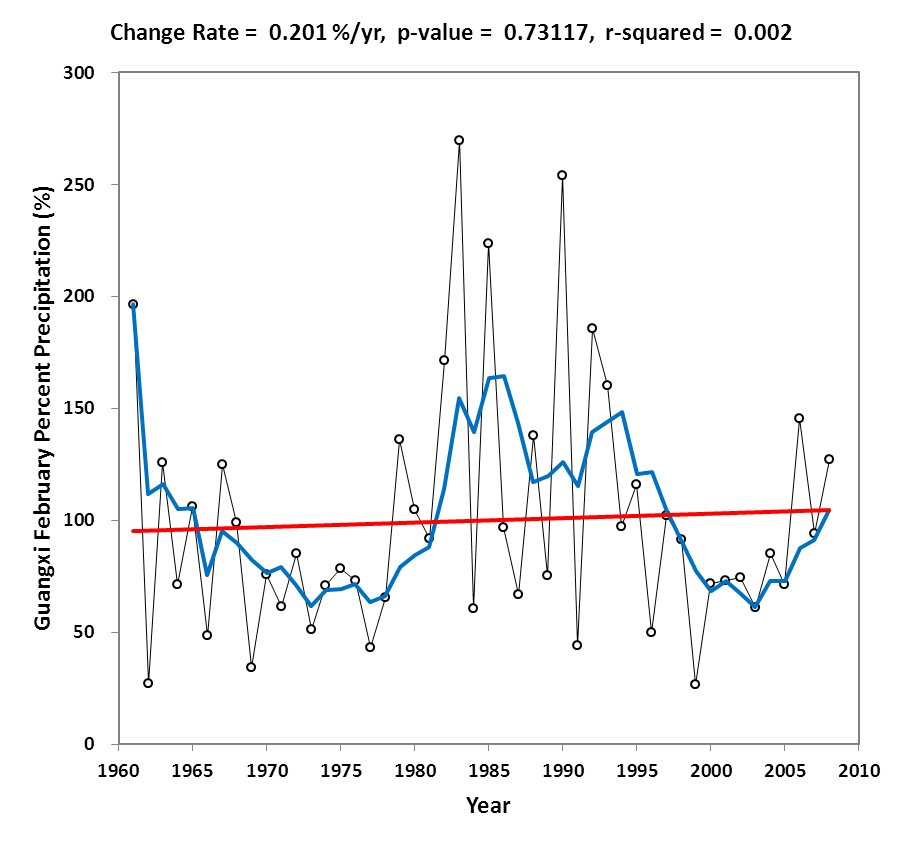 Change Rate = 0.201 %/yr, p-value = 0.73117, r-squared = 0.002
300
250
200
150
100
50
0
Guangxi February Percent Precipitation (%)
1960 1965 1970 1975 1980 1985 1990 1995 2000 2005 2010
Year